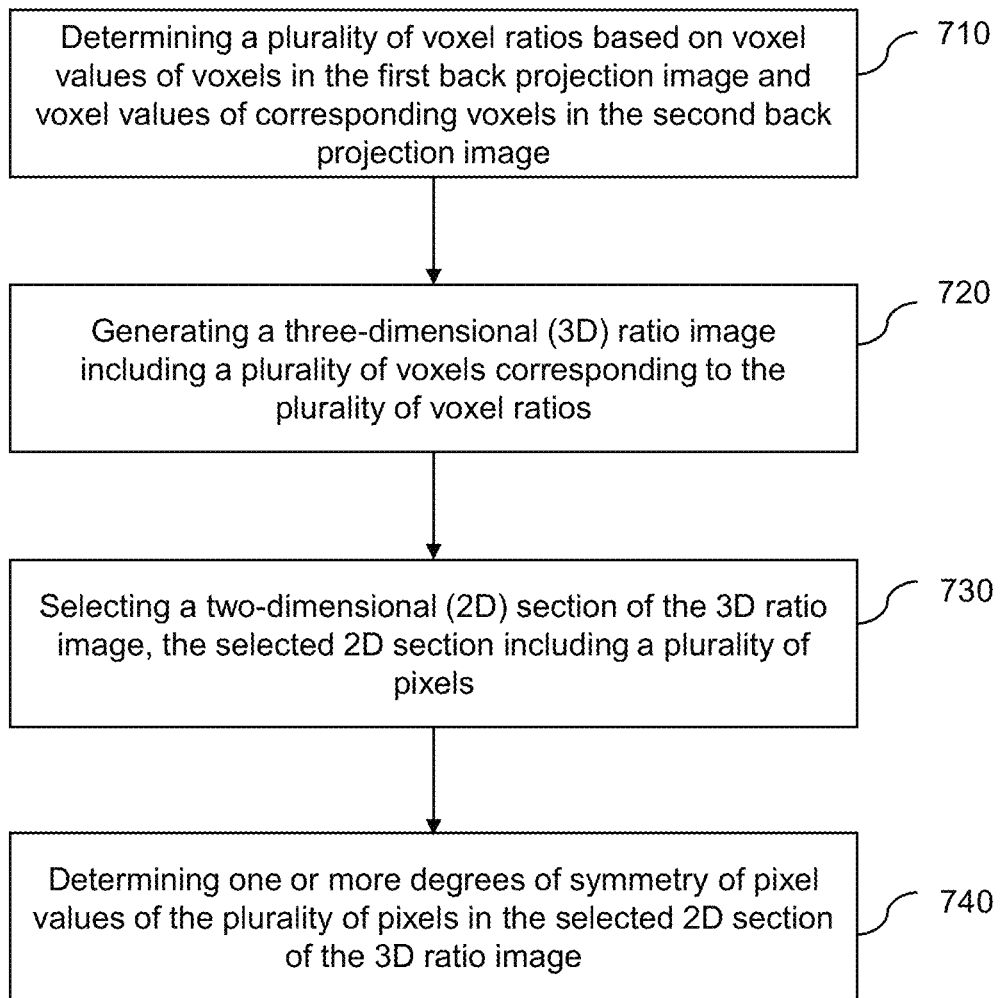 Determining a plurality of voxel ratios based on voxel
values of voxels in the first back projection image and
voxel values of corresponding voxels in the second back
projection image
710
Generating a three-dimensional (3D) ratio image
including a plurality of voxels corresponding to the
plurality of voxel ratios
720
Selecting a two-dimensional (2D) section of the 3D ratio
image, the selected 2D section including a plurality of
pixels
730
Determining one or more degrees of symmetry of pixel
values of the plurality of pixels in the selected 2D section
of the 3D ratio image
740